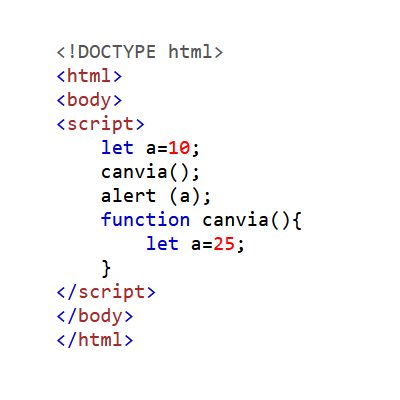 <!DOCTYPE html>
<html>
<body>
<script>
    let a=10;
    canvia();
    alert (a);
    function canvia(){
        let a=25;
    }
</script>
</body>
</html>